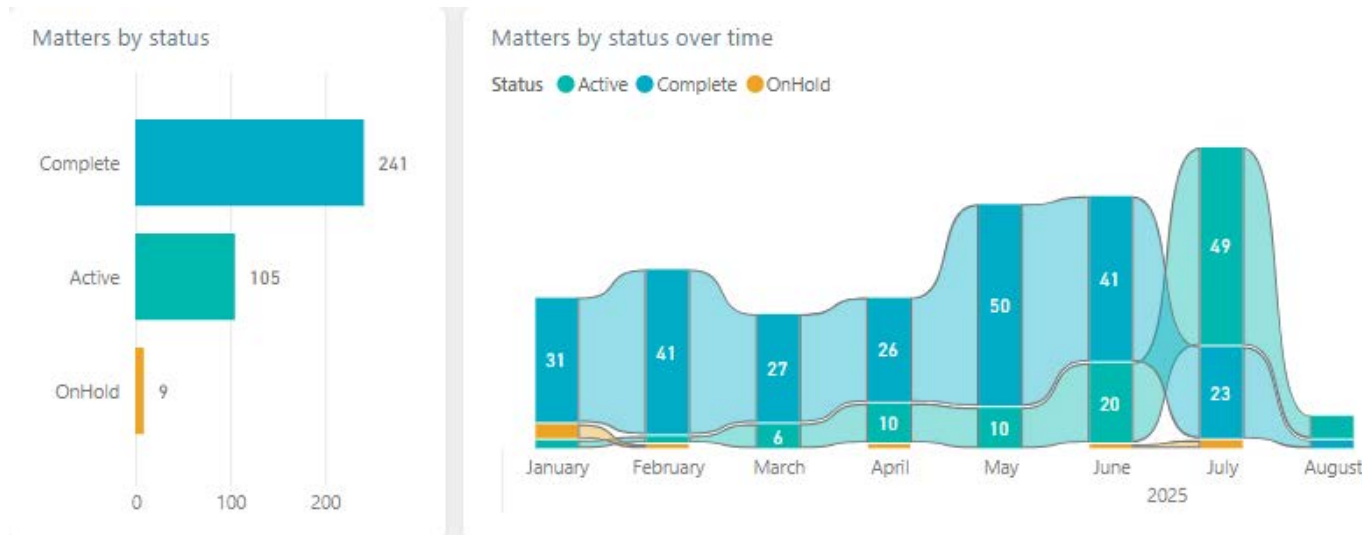 Matters by status
Complete 241
Active 105
OnHold 9
0 100 200
Matters by status over time
Status Active Complete OnHold
49
50
41
41
31 26
27
23
20
10 10
6
January February March April May June July August
2025